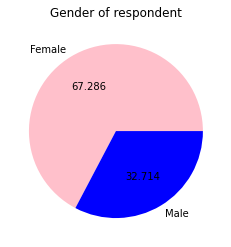 Gender of respondent
Female
67.286
32.714
Male